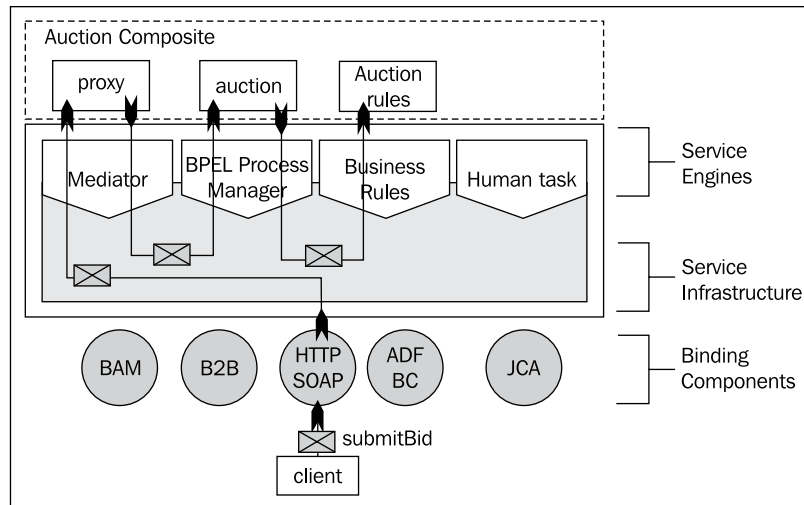 Auction Composite
proxy
auction
Auction
rules
Mediator
BPEL Process
Manager
Business
Rules
Human task
Service
Engines
Service
Infrastructure
BAM
B2B
HTTP
SOAP
ADF
BC
JCA
Binding
Components
submitBid
client